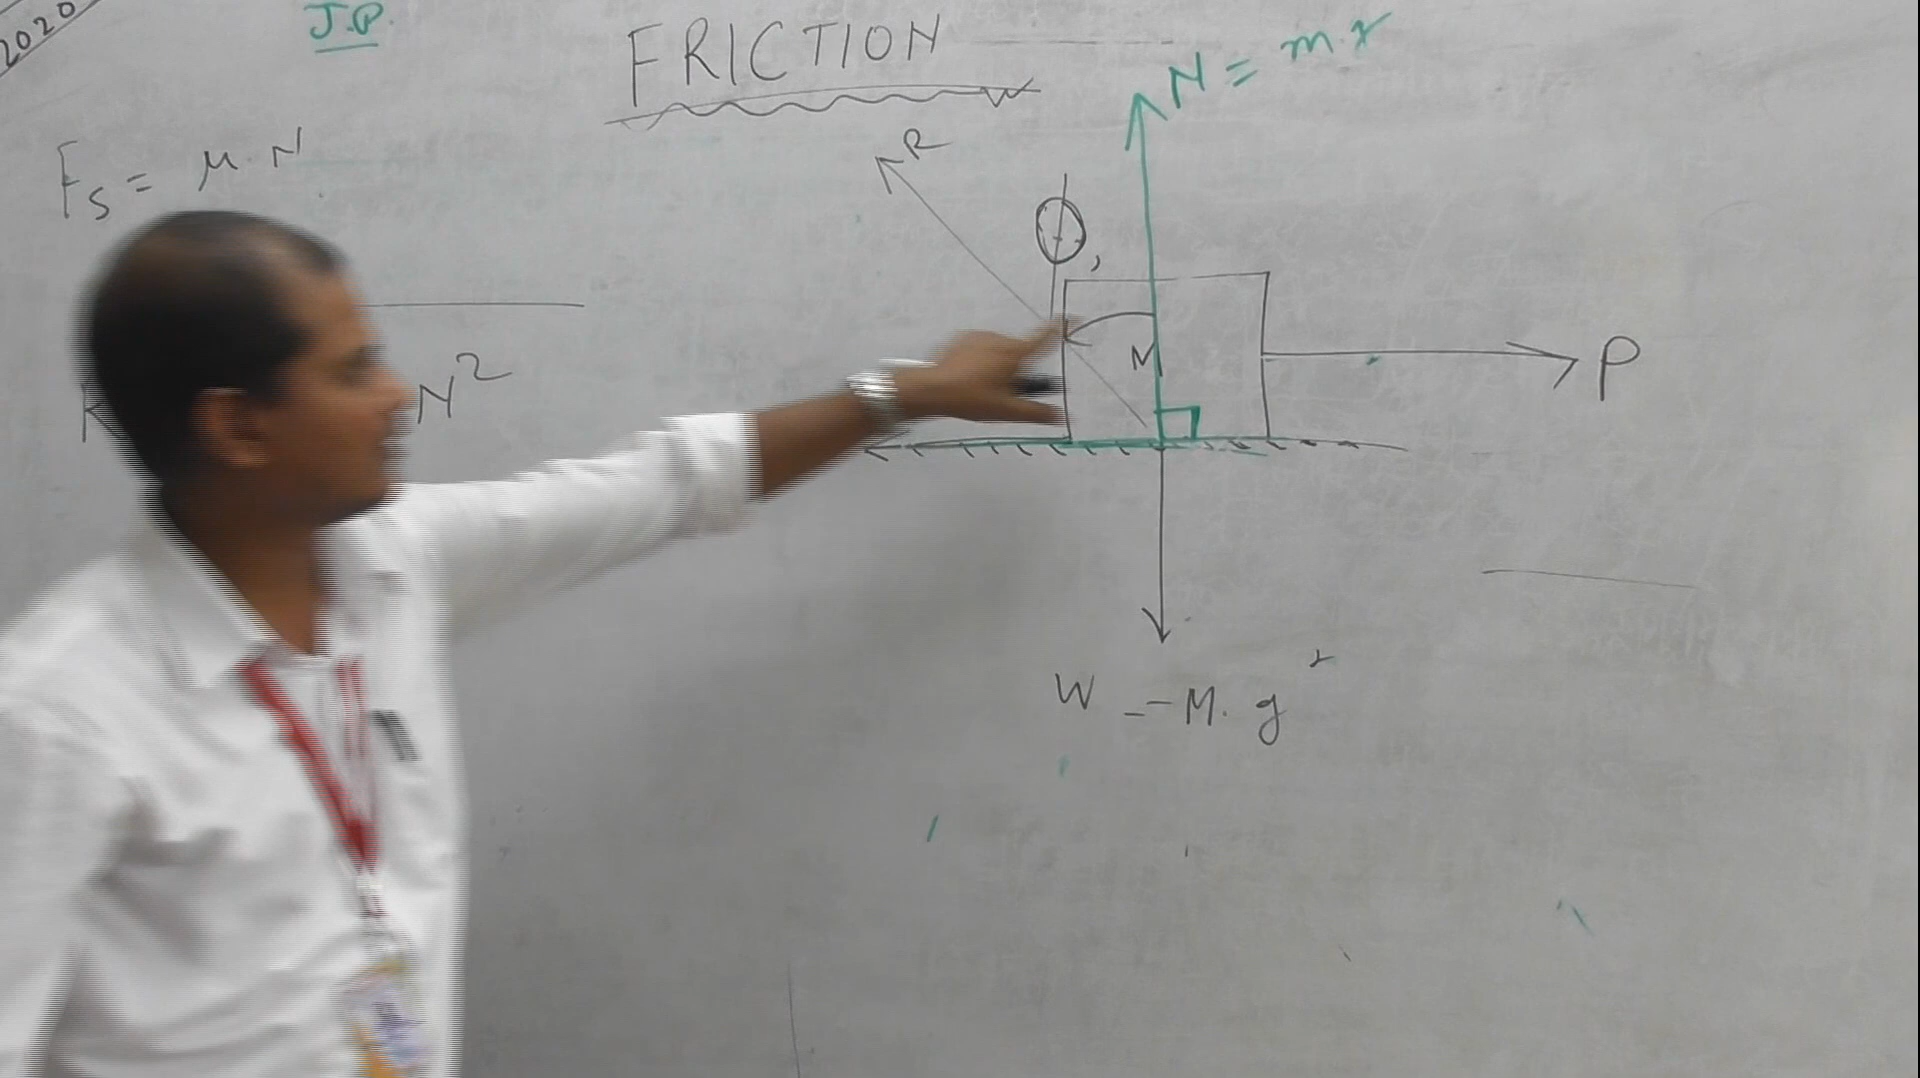 2020
J.P.
FRICTION
N = m.g
Fs = μ.N
R
Φ,
M
P
N²
W = M.g